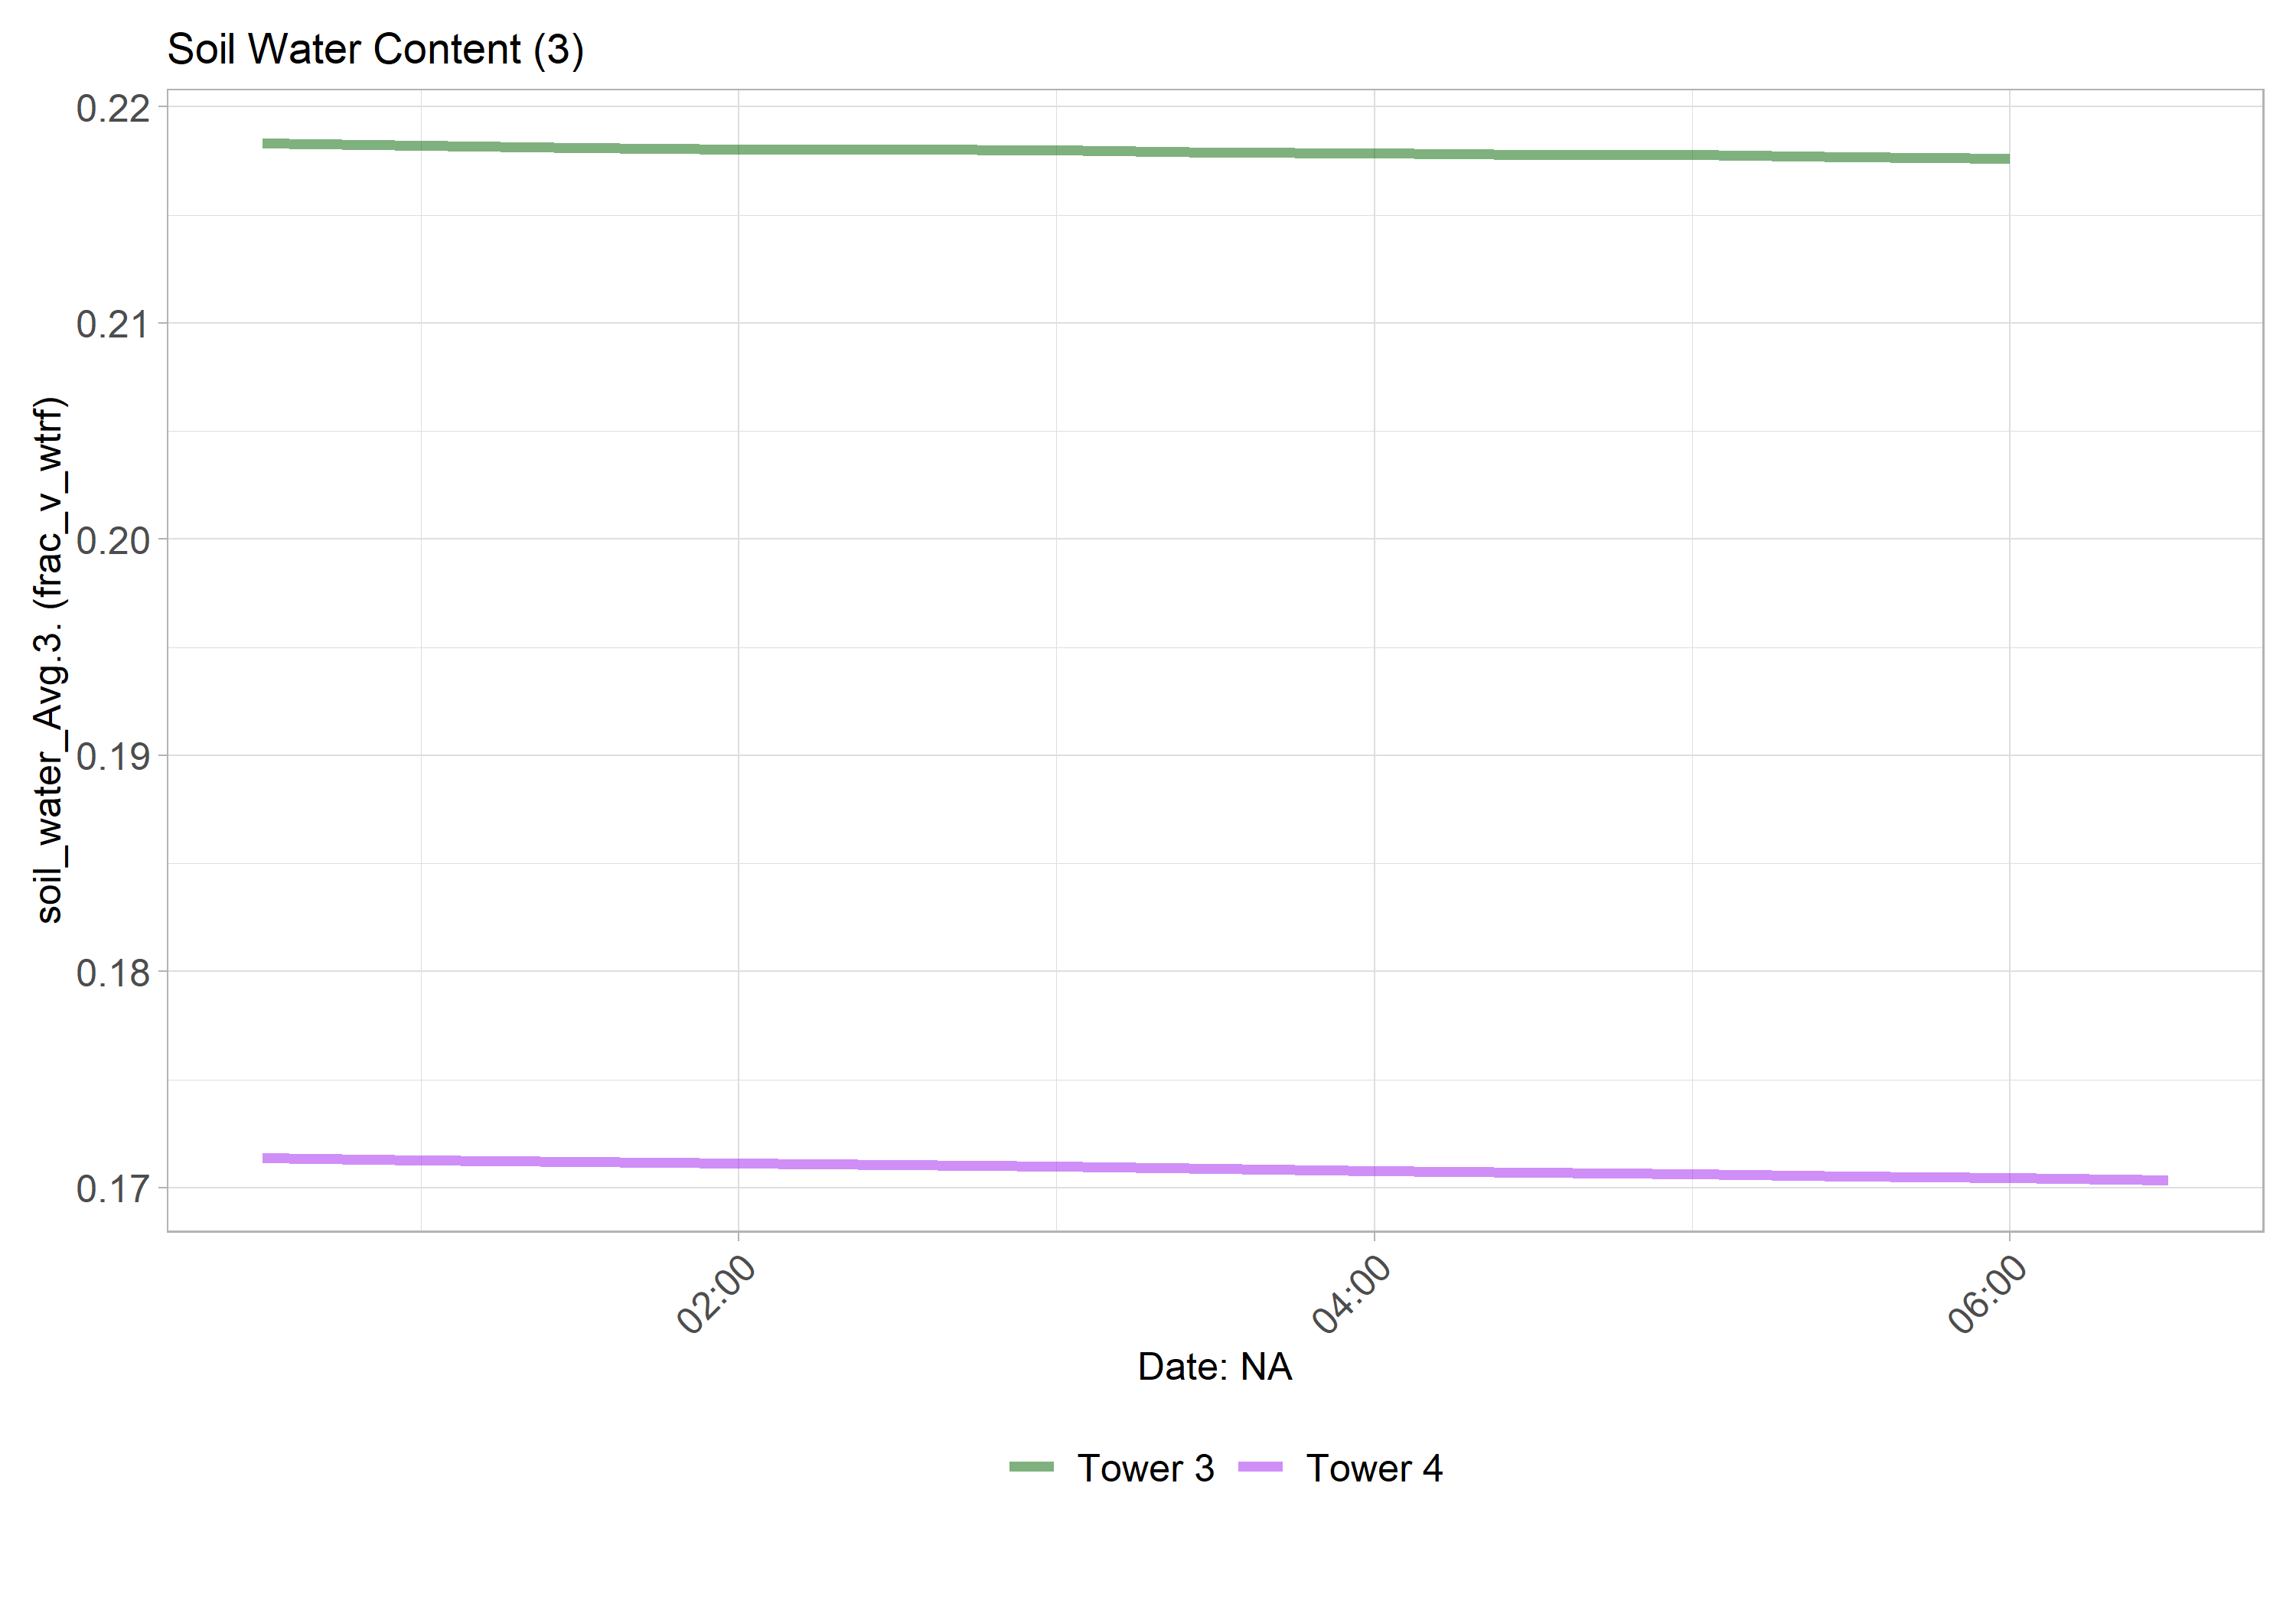 Soil Water Content (3)
0.22
0.21
0.20
0.19
0.18
0.17
soil_water_Avg.3. (frac_v_wtrf)
02:00
04:00
06:00
Date: NA
Tower 3
Tower 4